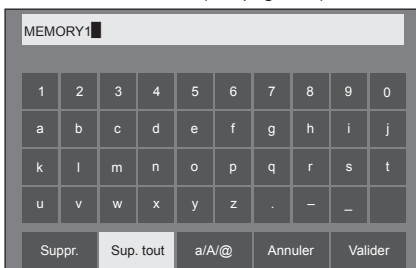 MEMORY1
1 2 3 4 5 6 7 8 9 0
a b c d e f g h i j
k l m n o p q r s t
u v w x y z . – _
Suppr. Sup. tout a/A/@ Annuler Valider